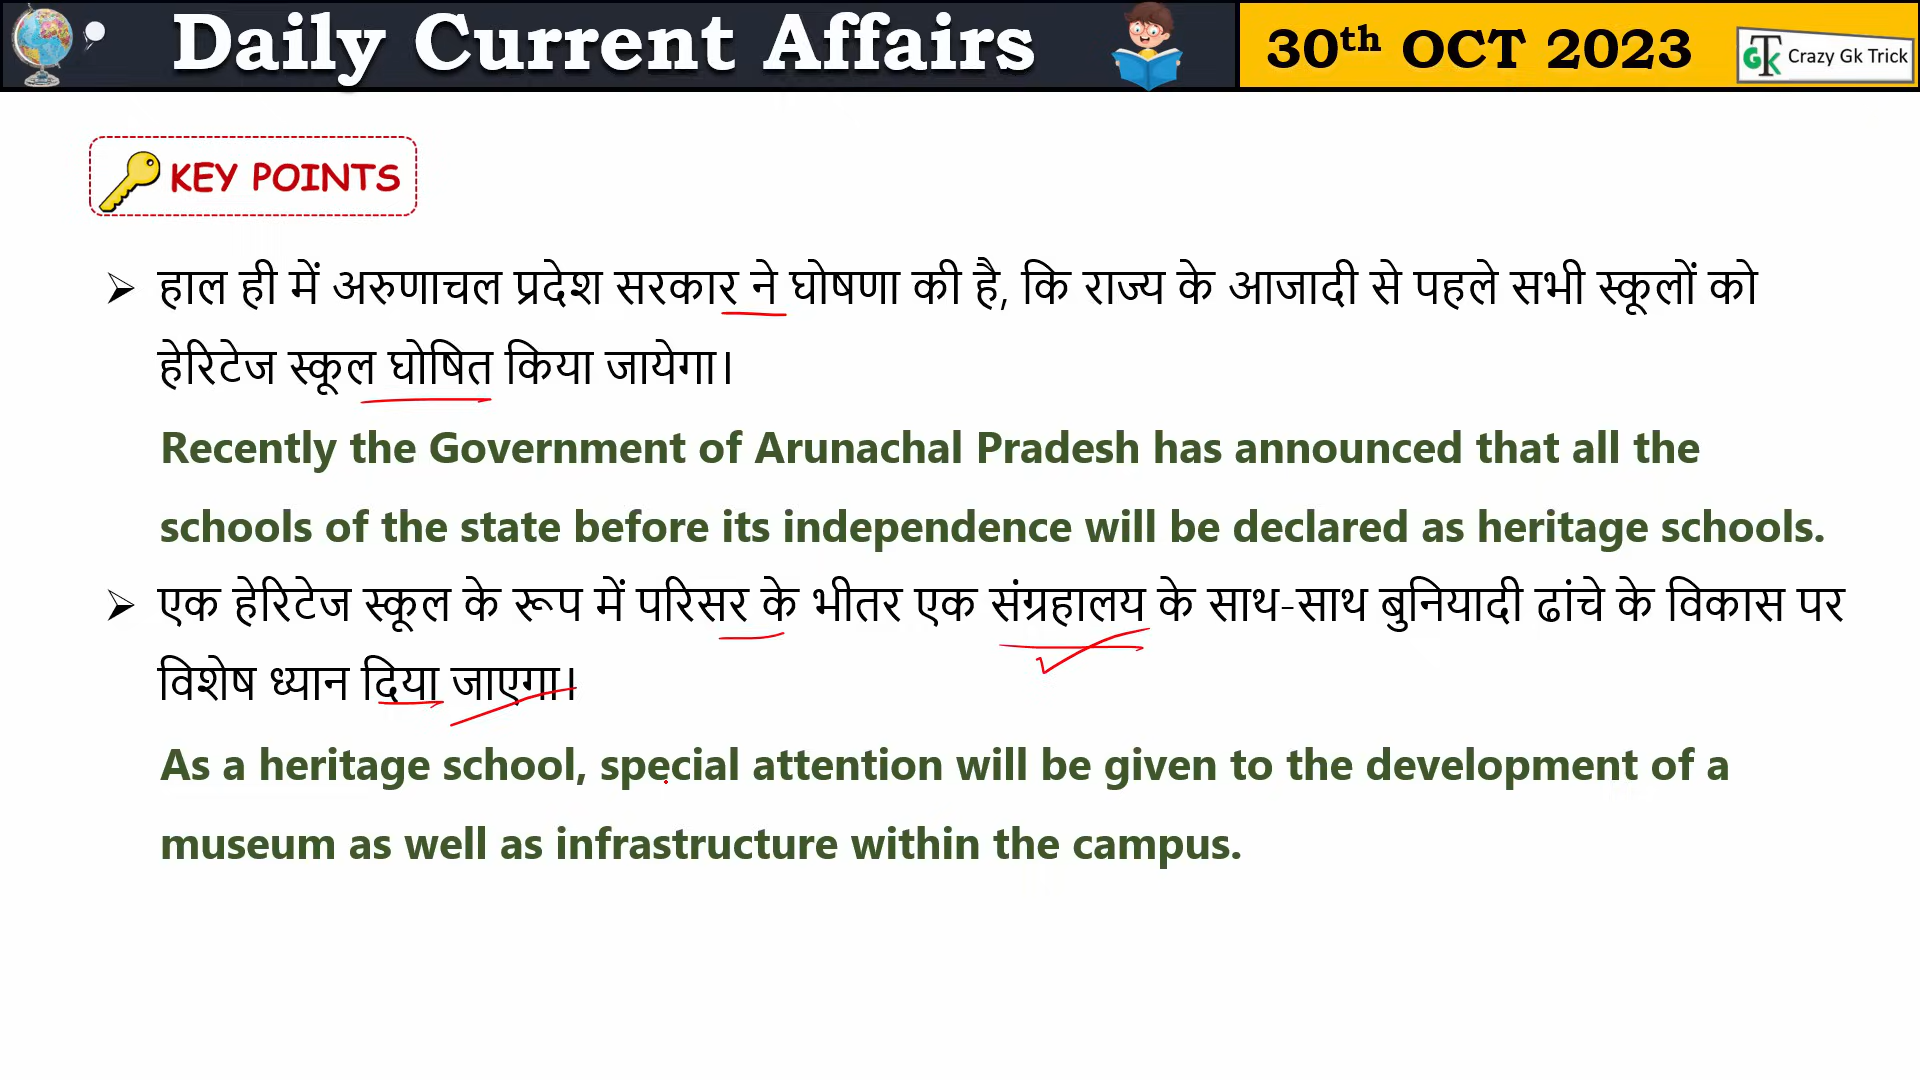 Daily Current Affairs
30th OCT 2023
GK Crazy Gk Trick
KEY POINTS
➢ हाल ही में अरुणाचल प्रदेश सरकार ने घोषणा की है, कि राज्य के आजादी से पहले सभी स्कूलों को
हेरिटेज स्कूल घोषित किया जायेगा।
Recently the Government of Arunachal Pradesh has announced that all the
schools of the state before its independence will be declared as heritage schools.
➢ एक हेरिटेज स्कूल के रूप में परिसर के भीतर एक संग्रहालय के साथ-साथ बुनियादी ढांचे के विकास पर
विशेष ध्यान दिया जाएगा।
As a heritage school, special attention will be given to the development of a
museum as well as infrastructure within the campus.